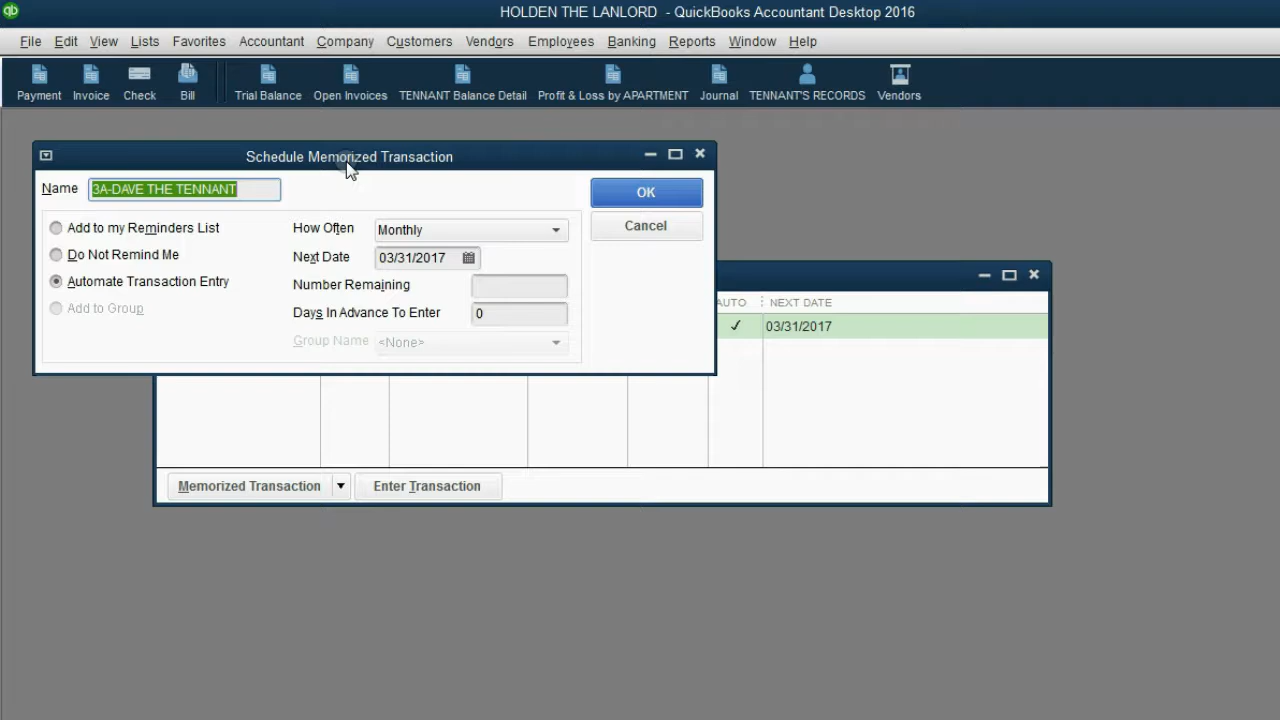 HOLDEN THE LANLORD - QuickBooks Accountant Desktop 2016
File Edit View Lists Favorites Accountant Company Customers Vendors Employees Banking Reports Window Help
Payment Invoice Check Bill Trial Balance Open Invoices TENNANT Balance Detail Profit & Loss by APARTMENT Journal TENNANT'S RECORDS Vendors
Schedule Memorized Transaction
Name 3A-DAVE THE TENNANT OK
Add to my Reminders List How Often Monthly Cancel
Do Not Remind Me Next Date 03/31/2017
Automate Transaction Entry Number Remaining
Add to Group Days In Advance To Enter 0
Group Name <None>
AUTO NEXT DATE
✓ 03/31/2017
Memorized Transaction Enter Transaction